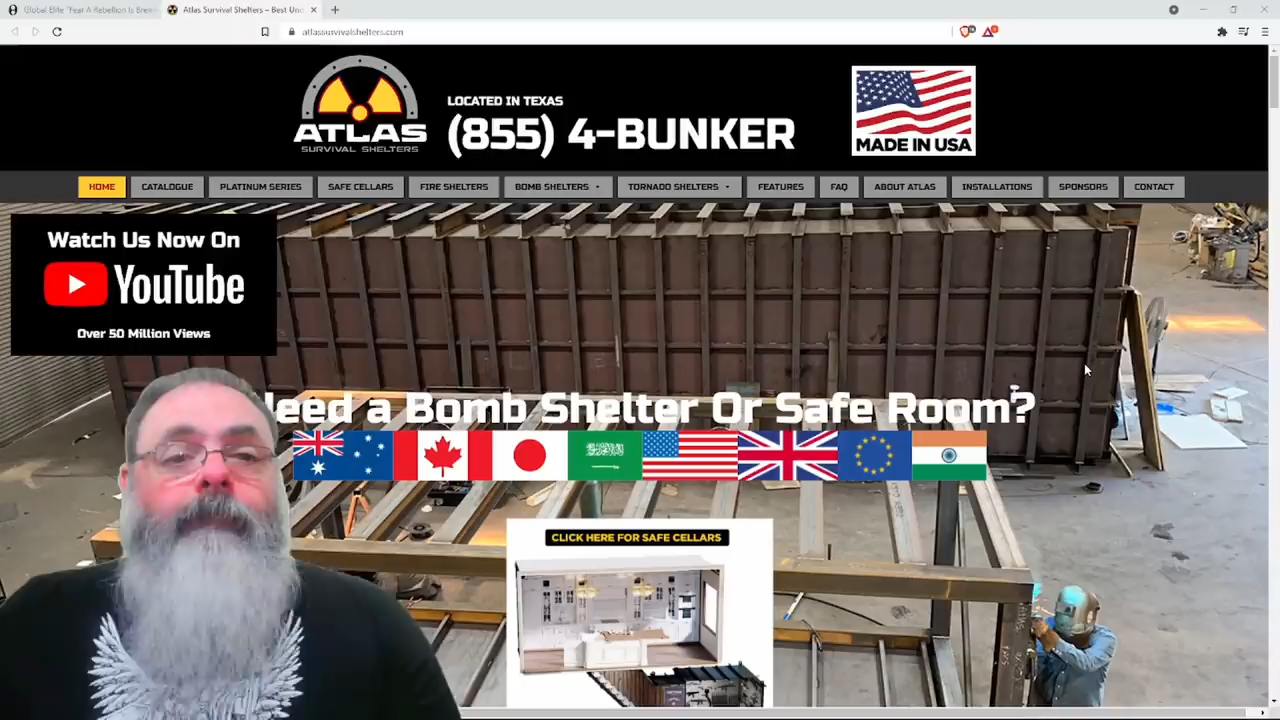 Global Elite "Fear A Rebellion Is Brewi
Atlas Survival Shelters – Best Und
atlassurvivalshelters.com
ATLAS
SURVIVAL SHELTERS
LOCATED IN TEXAS
(855) 4-BUNKER
MADE IN USA
HOME
CATALOGUE
PLATINUM SERIES
SAFE CELLARS
FIRE SHELTERS
BOMB SHELTERS
TORNADO SHELTERS
FEATURES
FAQ
ABOUT ATLAS
INSTALLATIONS
SPONSORS
CONTACT
Watch Us Now On
YouTube
Over 50 Million Views
eed a Bomb Shelter Or Safe Room?
CLICK HERE FOR SAFE CELLARS